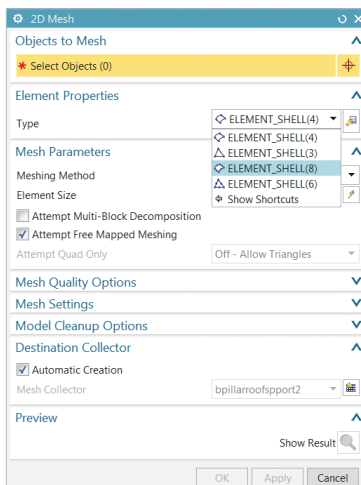 2D Mesh
Objects to Mesh
* Select Objects (0)
Element Properties
Type
ELEMENT_SHELL(4)
ELEMENT_SHELL(4)
ELEMENT_SHELL(3)
ELEMENT_SHELL(8)
ELEMENT_SHELL(6)
Show Shortcuts
Mesh Parameters
Meshing Method
Element Size
Attempt Multi-Block Decomposition
Attempt Free Mapped Meshing
Attempt Quad Only Off - Allow Triangles
Mesh Quality Options
Mesh Settings
Model Cleanup Options
Destination Collector
Automatic Creation
Mesh Collector bpillarroofspport2
Preview
Show Result
OK Apply Cancel